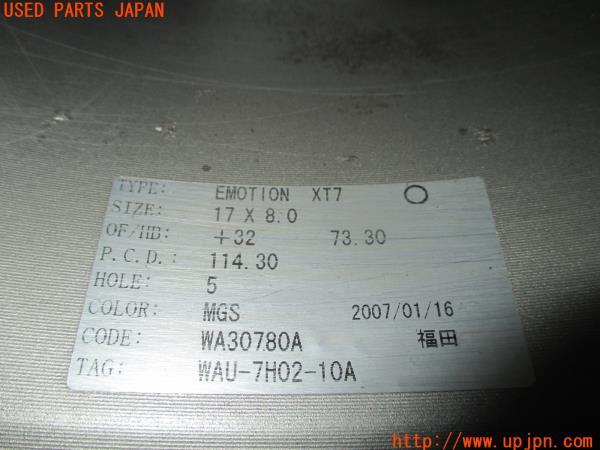 USED PARTS JAPAN
TYPE: EMOTION XT7 O
SIZE: 17 X 8.0
OF/HB: +32 73.30
P.C.D.: 114.30
HOLE: 5
COLOR: MGS 2007/01/16
CODE: WA30780A 福田
TAG: WAU-7H02-10A
http://www.upjpn.com/